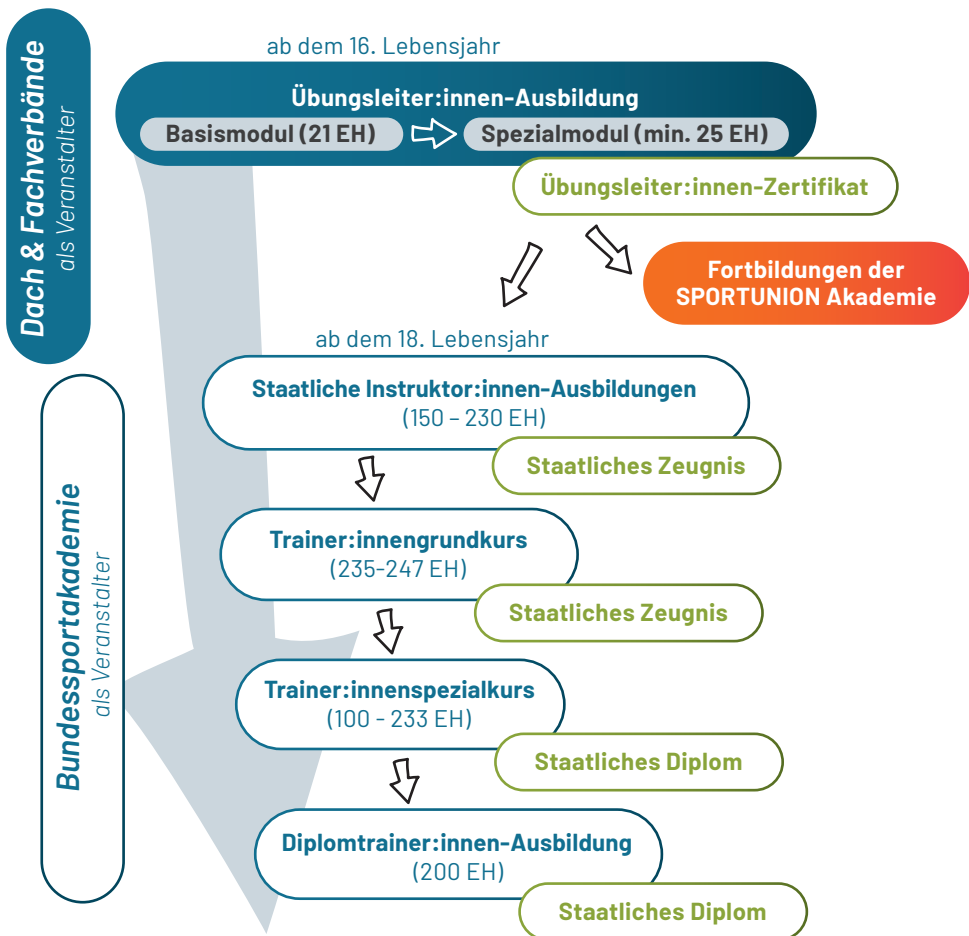 ab dem 16. Lebensjahr
Dach & Fachverbände
als Veranstalter
Übungsleiter:innen-Ausbildung
Basismodul (21 EH)
Spezialmodul (min. 25 EH)
Übungsleiter:innen-Zertifikat
Fortbildungen der
SPORTUNION Akademie
ab dem 18. Lebensjahr
Bundessportakademie
als Veranstalter
Staatliche Instruktor:innen-Ausbildungen
(150 – 230 EH)
Staatliches Zeugnis
Trainer:innengrundkurs
(235-247 EH)
Staatliches Zeugnis
Trainer:innenspezialkurs
(100 - 233 EH)
Staatliches Diplom
Diplomtrainer:innen-Ausbildung
(200 EH)
Staatliches Diplom